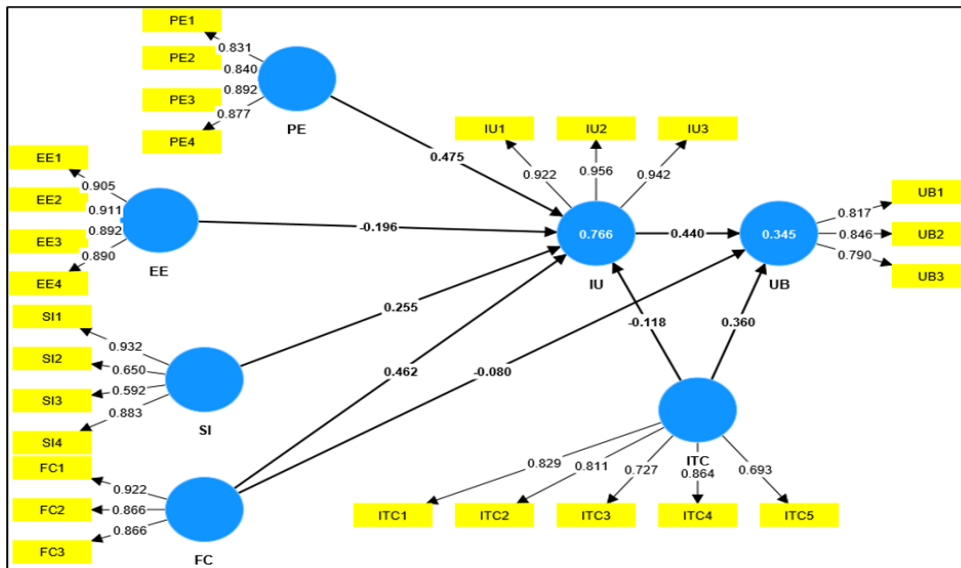 PE1
0.831
PE2
0.840
PE3
0.892
0.877
PE4
PE
0.475
IU1
IU2
IU3
0.922
0.956
0.942
EE1
0.905
EE2
0.911
EE3
0.892
0.890
EE4
EE
-0.196
0.766
IU
0.440
0.345
UB
UB1
0.817
UB2
0.846
0.790
UB3
SI1
0.932
SI2
0.650
SI3
0.592
0.883
SI4
SI
0.255
0.462
-0.080
-0.118
0.360
FC1
0.922
FC2
0.866
0.866
FC3
FC
ITC
0.829
0.811
0.727
0.864
0.693
ITC1
ITC2
ITC3
ITC4
ITC5